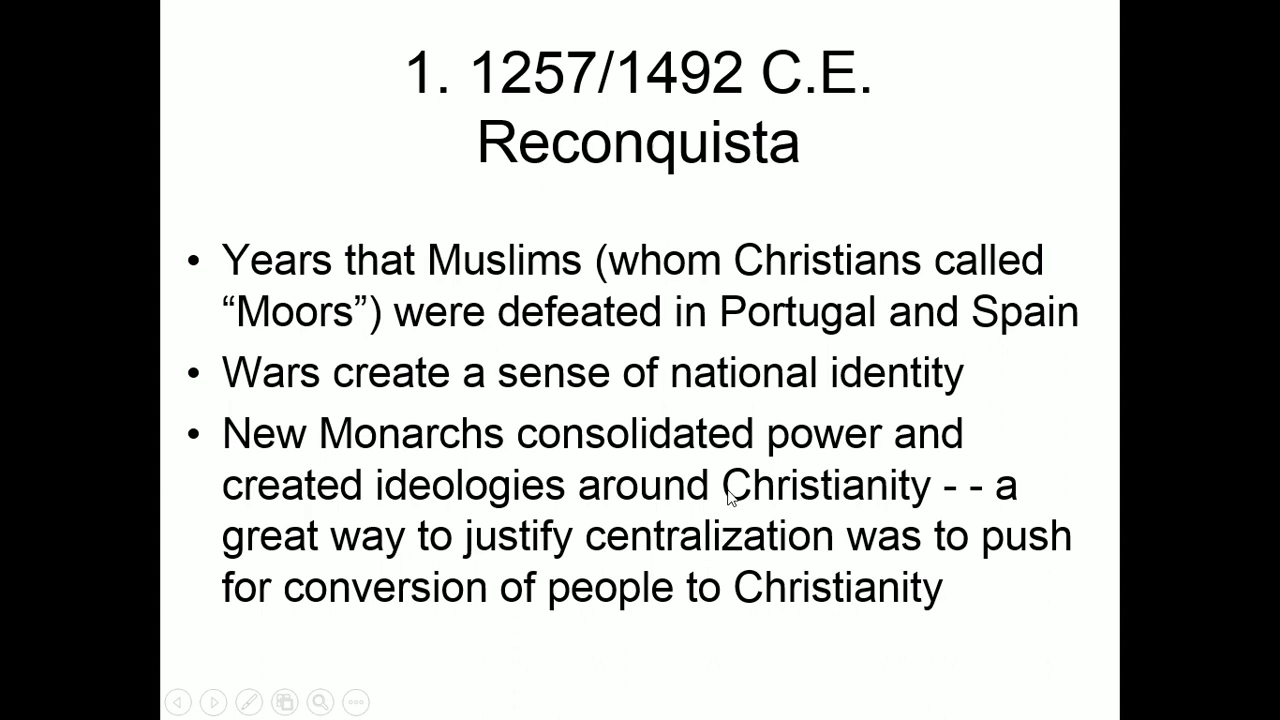 1. 1257/1492 C.E.
Reconquista
• Years that Muslims (whom Christians called
“Moors”) were defeated in Portugal and Spain
• Wars create a sense of national identity
• New Monarchs consolidated power and
created ideologies around Christianity - - a
great way to justify centralization was to push
for conversion of people to Christianity